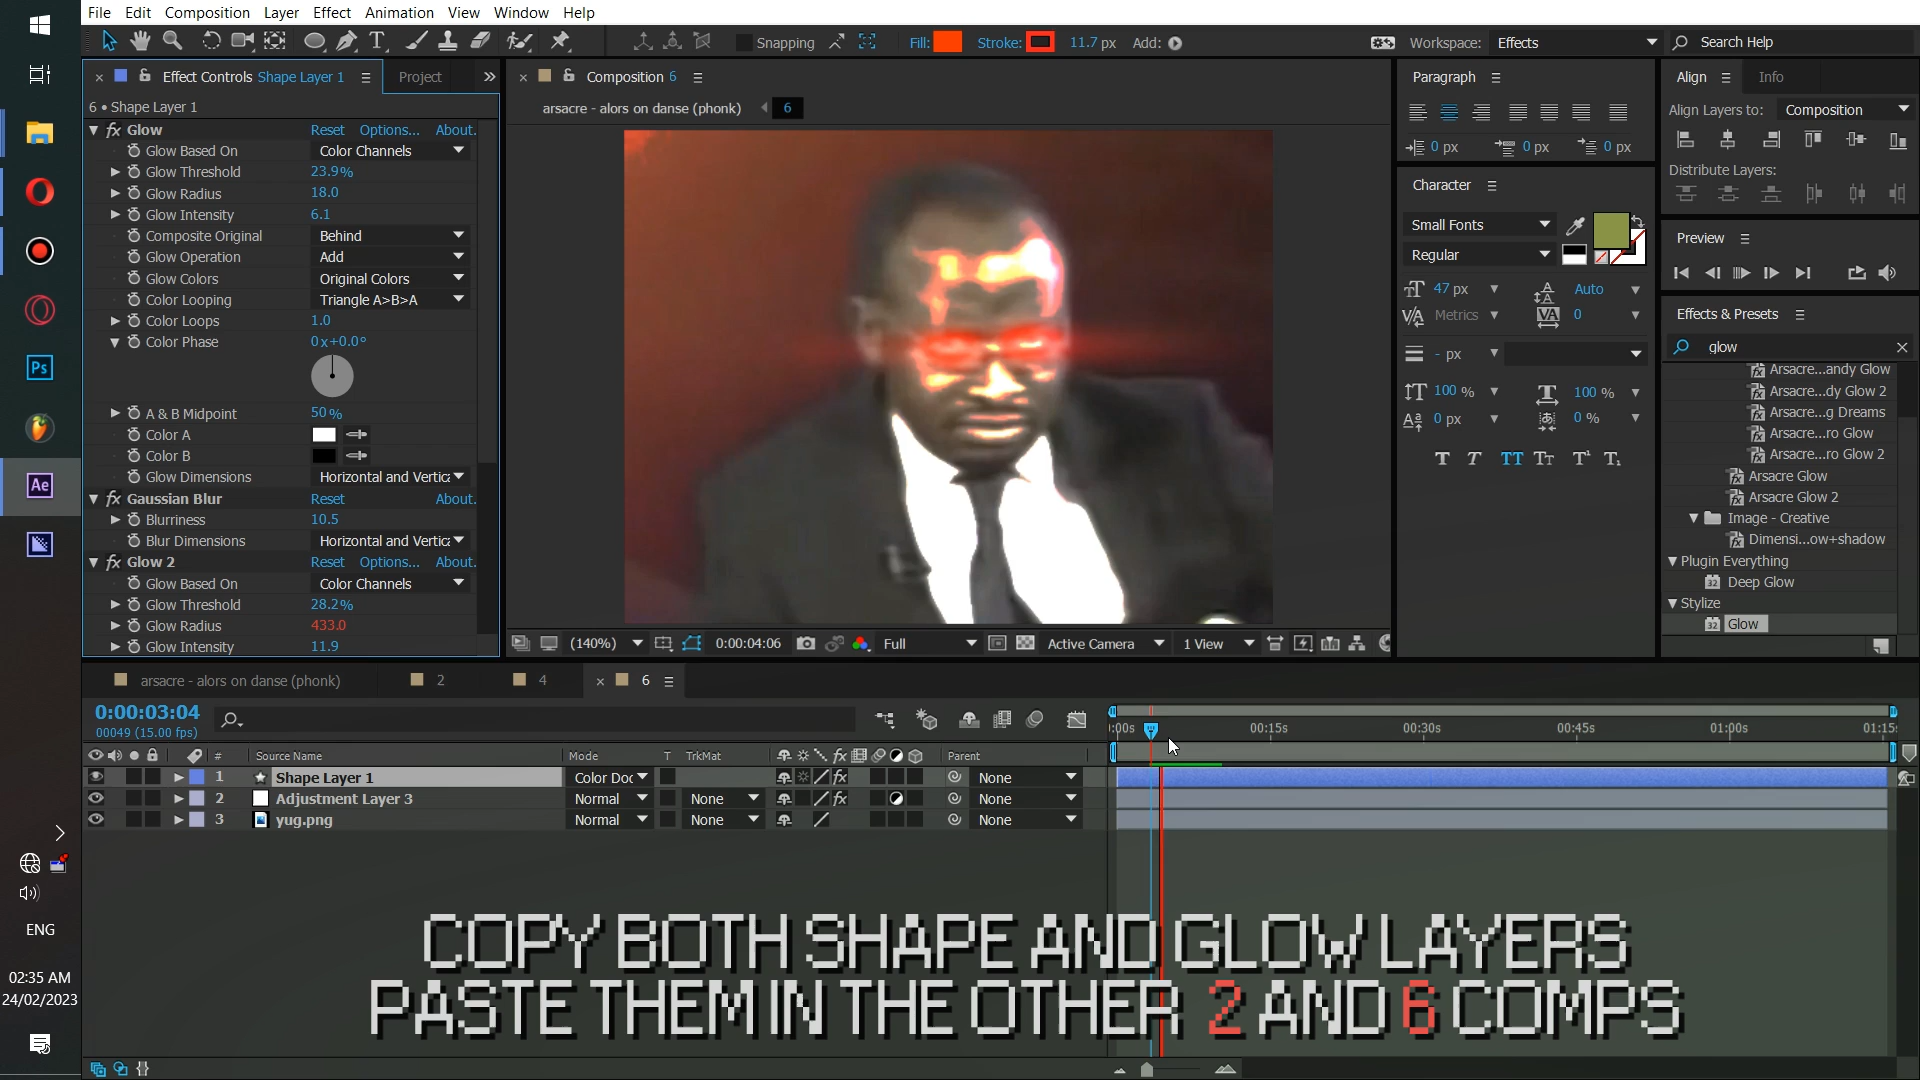 File Edit Composition Layer Effect Animation View Window Help
T Snapping Fill: Stroke: 11.7 px Add: Workspace: Effects Search Help
Effect Controls Shape Layer 1 Project
6 • Shape Layer 1
fx Glow Reset Options... About.
Glow Based On Color Channels
Glow Threshold 23.9%
Glow Radius 18.0
Glow Intensity 6.1
Composite Original Behind
Glow Operation Add
Glow Colors Original Colors
Color Looping Triangle A>B>A
Color Loops 1.0
Color Phase 0x+0.0°
A & B Midpoint 50%
Color A
Color B
Glow Dimensions Horizontal and Vertic
fx Gaussian Blur Reset About.
Blurriness 10.5
Blur Dimensions Horizontal and Vertic
fx Glow 2 Reset Options... About.
Glow Based On Color Channels
Glow Threshold 28.2%
Glow Radius 433.0
Glow Intensity 11.9
Composition 6
arsacre - alors on danse (phonk) 6
(140%) 0:00:04:06 Full Active Camera 1 View
Paragraph
0 px 0 px 0 px
Character
Small Fonts
Regular
47 px Auto
Metrics 0
- px
100 % 100 %
0 px 0 %
T T TT Tt T¹ T₁
Align Info
Align Layers to: Composition
Distribute Layers:
Preview
Effects & Presets
glow
Arsacre...andy Glow
Arsacre...dy Glow 2
Arsacre...g Dreams
Arsacre...ro Glow
Arsacre...ro Glow 2
Arsacre Glow
Arsacre Glow 2
Image - Creative
Dimensi...ow+shadow
Plugin Everything
Deep Glow
Stylize
Glow
arsacre - alors on danse (phonk) 2 4 6
0:00:03:04
00049 (15.00 fps)
):00s 00:15s 00:30s 00:45s 01:00s 01:15
# Source Name Mode T TrkMat fx Parent
1 Shape Layer 1 Color Doc fx None
2 Adjustment Layer 3 Normal None fx None
3 yug.png Normal None None
COPY BOTH SHAPE AND GLOW LAYERS
PASTE THEM IN THE OTHER 2 AND 6 COMPS
Ps
Ae
ENG
02:35 AM
24/02/2023